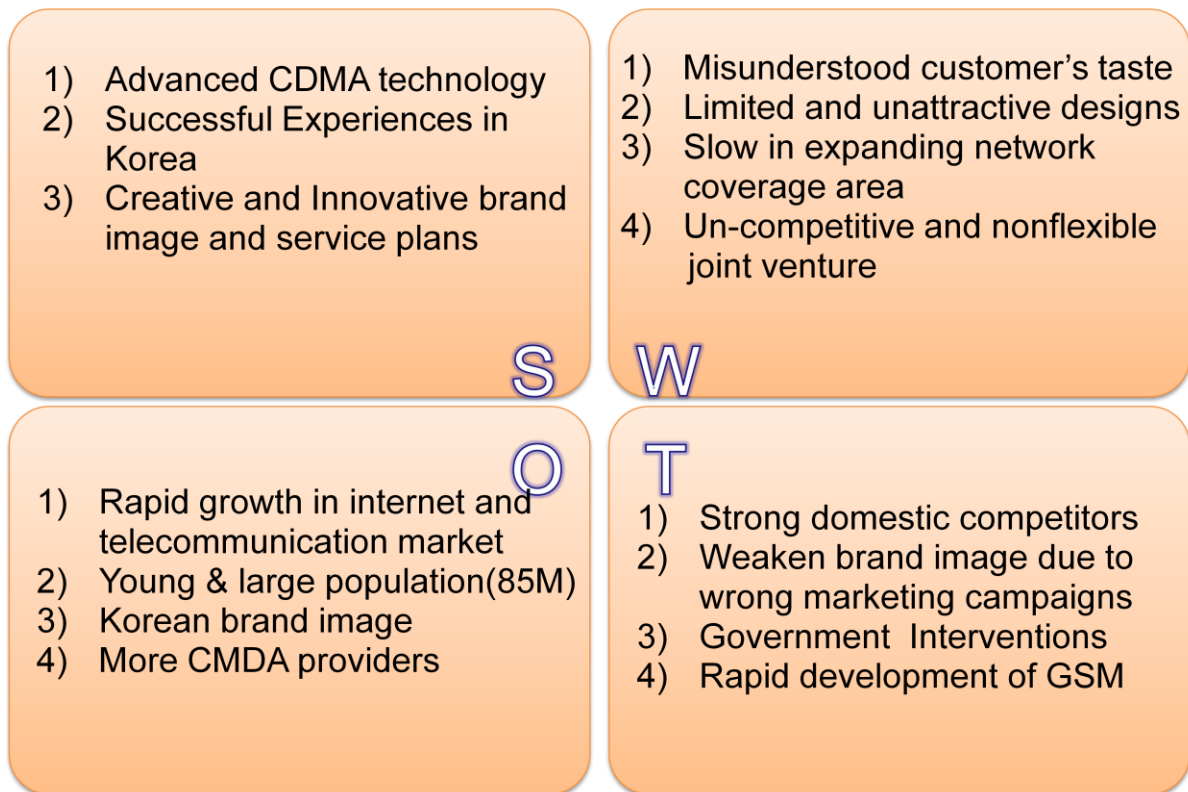 1) Advanced CDMA technology
2) Successful Experiences in
Korea
3) Creative and Innovative brand
image and service plans
S
1) Misunderstood customer’s taste
2) Limited and unattractive designs
3) Slow in expanding network
coverage area
4) Un-competitive and nonflexible
joint venture
W
O
1) Rapid growth in internet and
telecommunication market
2) Young & large population(85M)
3) Korean brand image
4) More CMDA providers
T
1) Strong domestic competitors
2) Weaken brand image due to
wrong marketing campaigns
3) Government Interventions
4) Rapid development of GSM